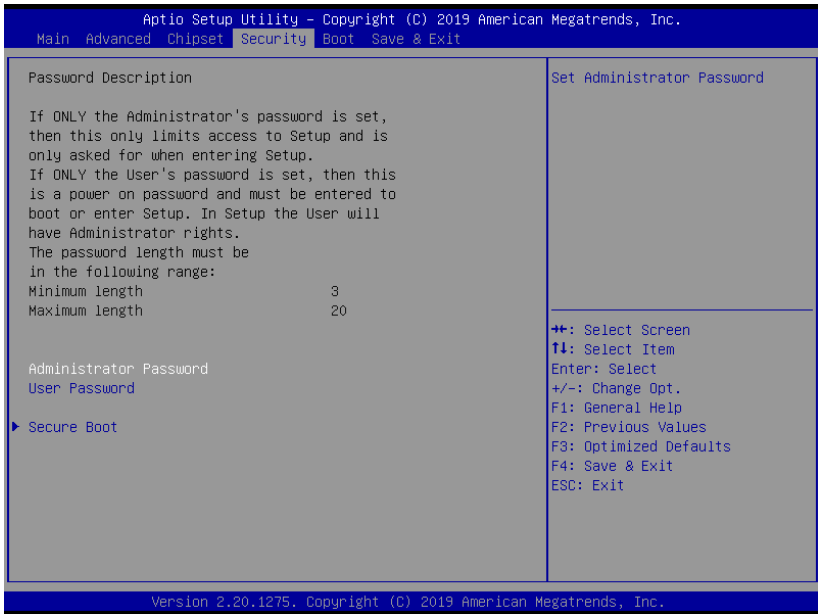 Aptio Setup Utility – Copyright (C) 2019 American Megatrends, Inc.
Main Advanced Chipset Security Boot Save & Exit
Password Description
If ONLY the Administrator's password is set,
then this only limits access to Setup and is
only asked for when entering Setup.
If ONLY the User's password is set, then this
is a power on password and must be entered to
boot or enter Setup. In Setup the User will
have Administrator rights.
The password length must be
in the following range:
Minimum length 3
Maximum length 20
Administrator Password
User Password
Secure Boot
Set Administrator Password
→←: Select Screen
↑↓: Select Item
Enter: Select
+/-: Change Opt.
F1: General Help
F2: Previous Values
F3: Optimized Defaults
F4: Save & Exit
ESC: Exit
Version 2.20.1275. Copyright (C) 2019 American Megatrends, Inc.